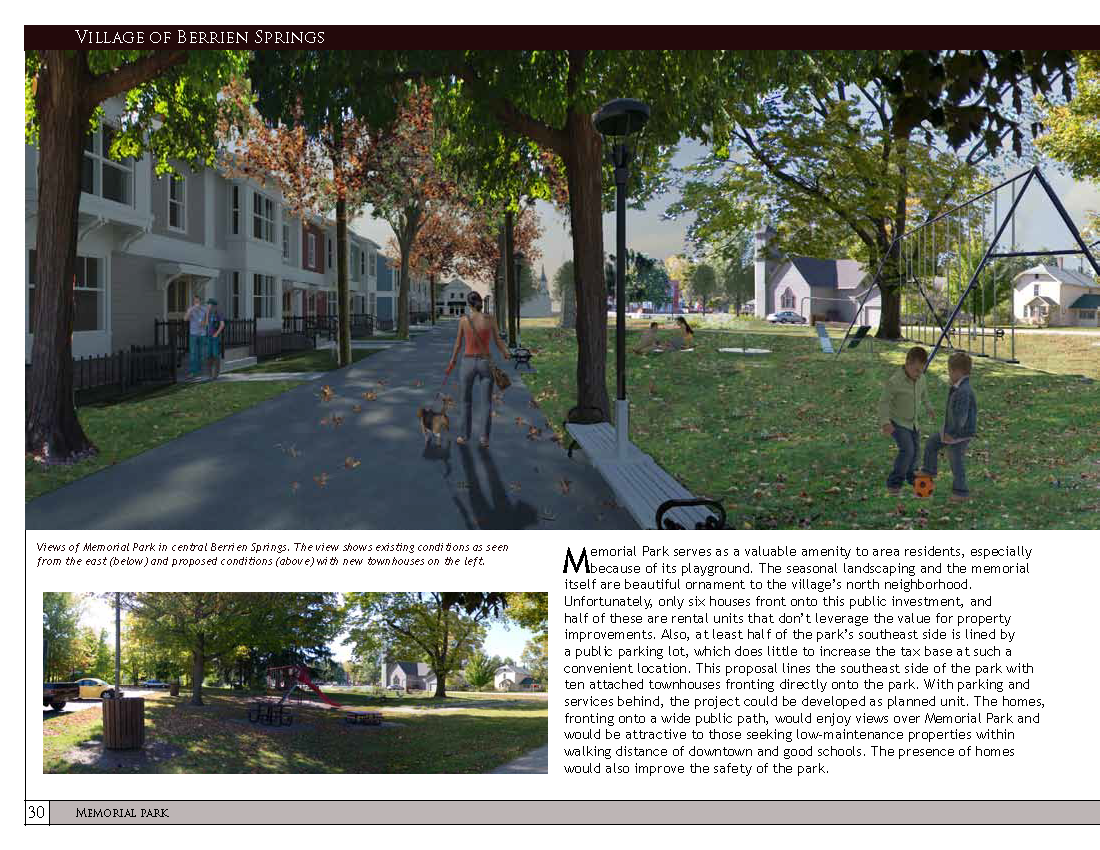 Village of Berrien Springs
Views of Memorial Park in central Berrien Springs. The view shows existing conditions as seen
from the east (below) and proposed conditions (above) with new townhouses on the left.
Memorial Park serves as a valuable amenity to area residents, especially
because of its playground. The seasonal landscaping and the memorial
itself are beautiful ornament to the village's north neighborhood.
Unfortunately, only six houses front onto this public investment, and
half of these are rental units that don't leverage the value for property
improvements. Also, at least half of the park's southeast side is lined by
a public parking lot, which does little to increase the tax base at such a
convenient location. This proposal lines the southeast side of the park with
ten attached townhouses fronting directly onto the park. With parking and
services behind, the project could be developed as planned unit. The homes,
fronting onto a wide public path, would enjoy views over Memorial Park and
would be attractive to those seeking low-maintenance properties within
walking distance of downtown and good schools. The presence of homes
would also improve the safety of the park.
30 Memorial park